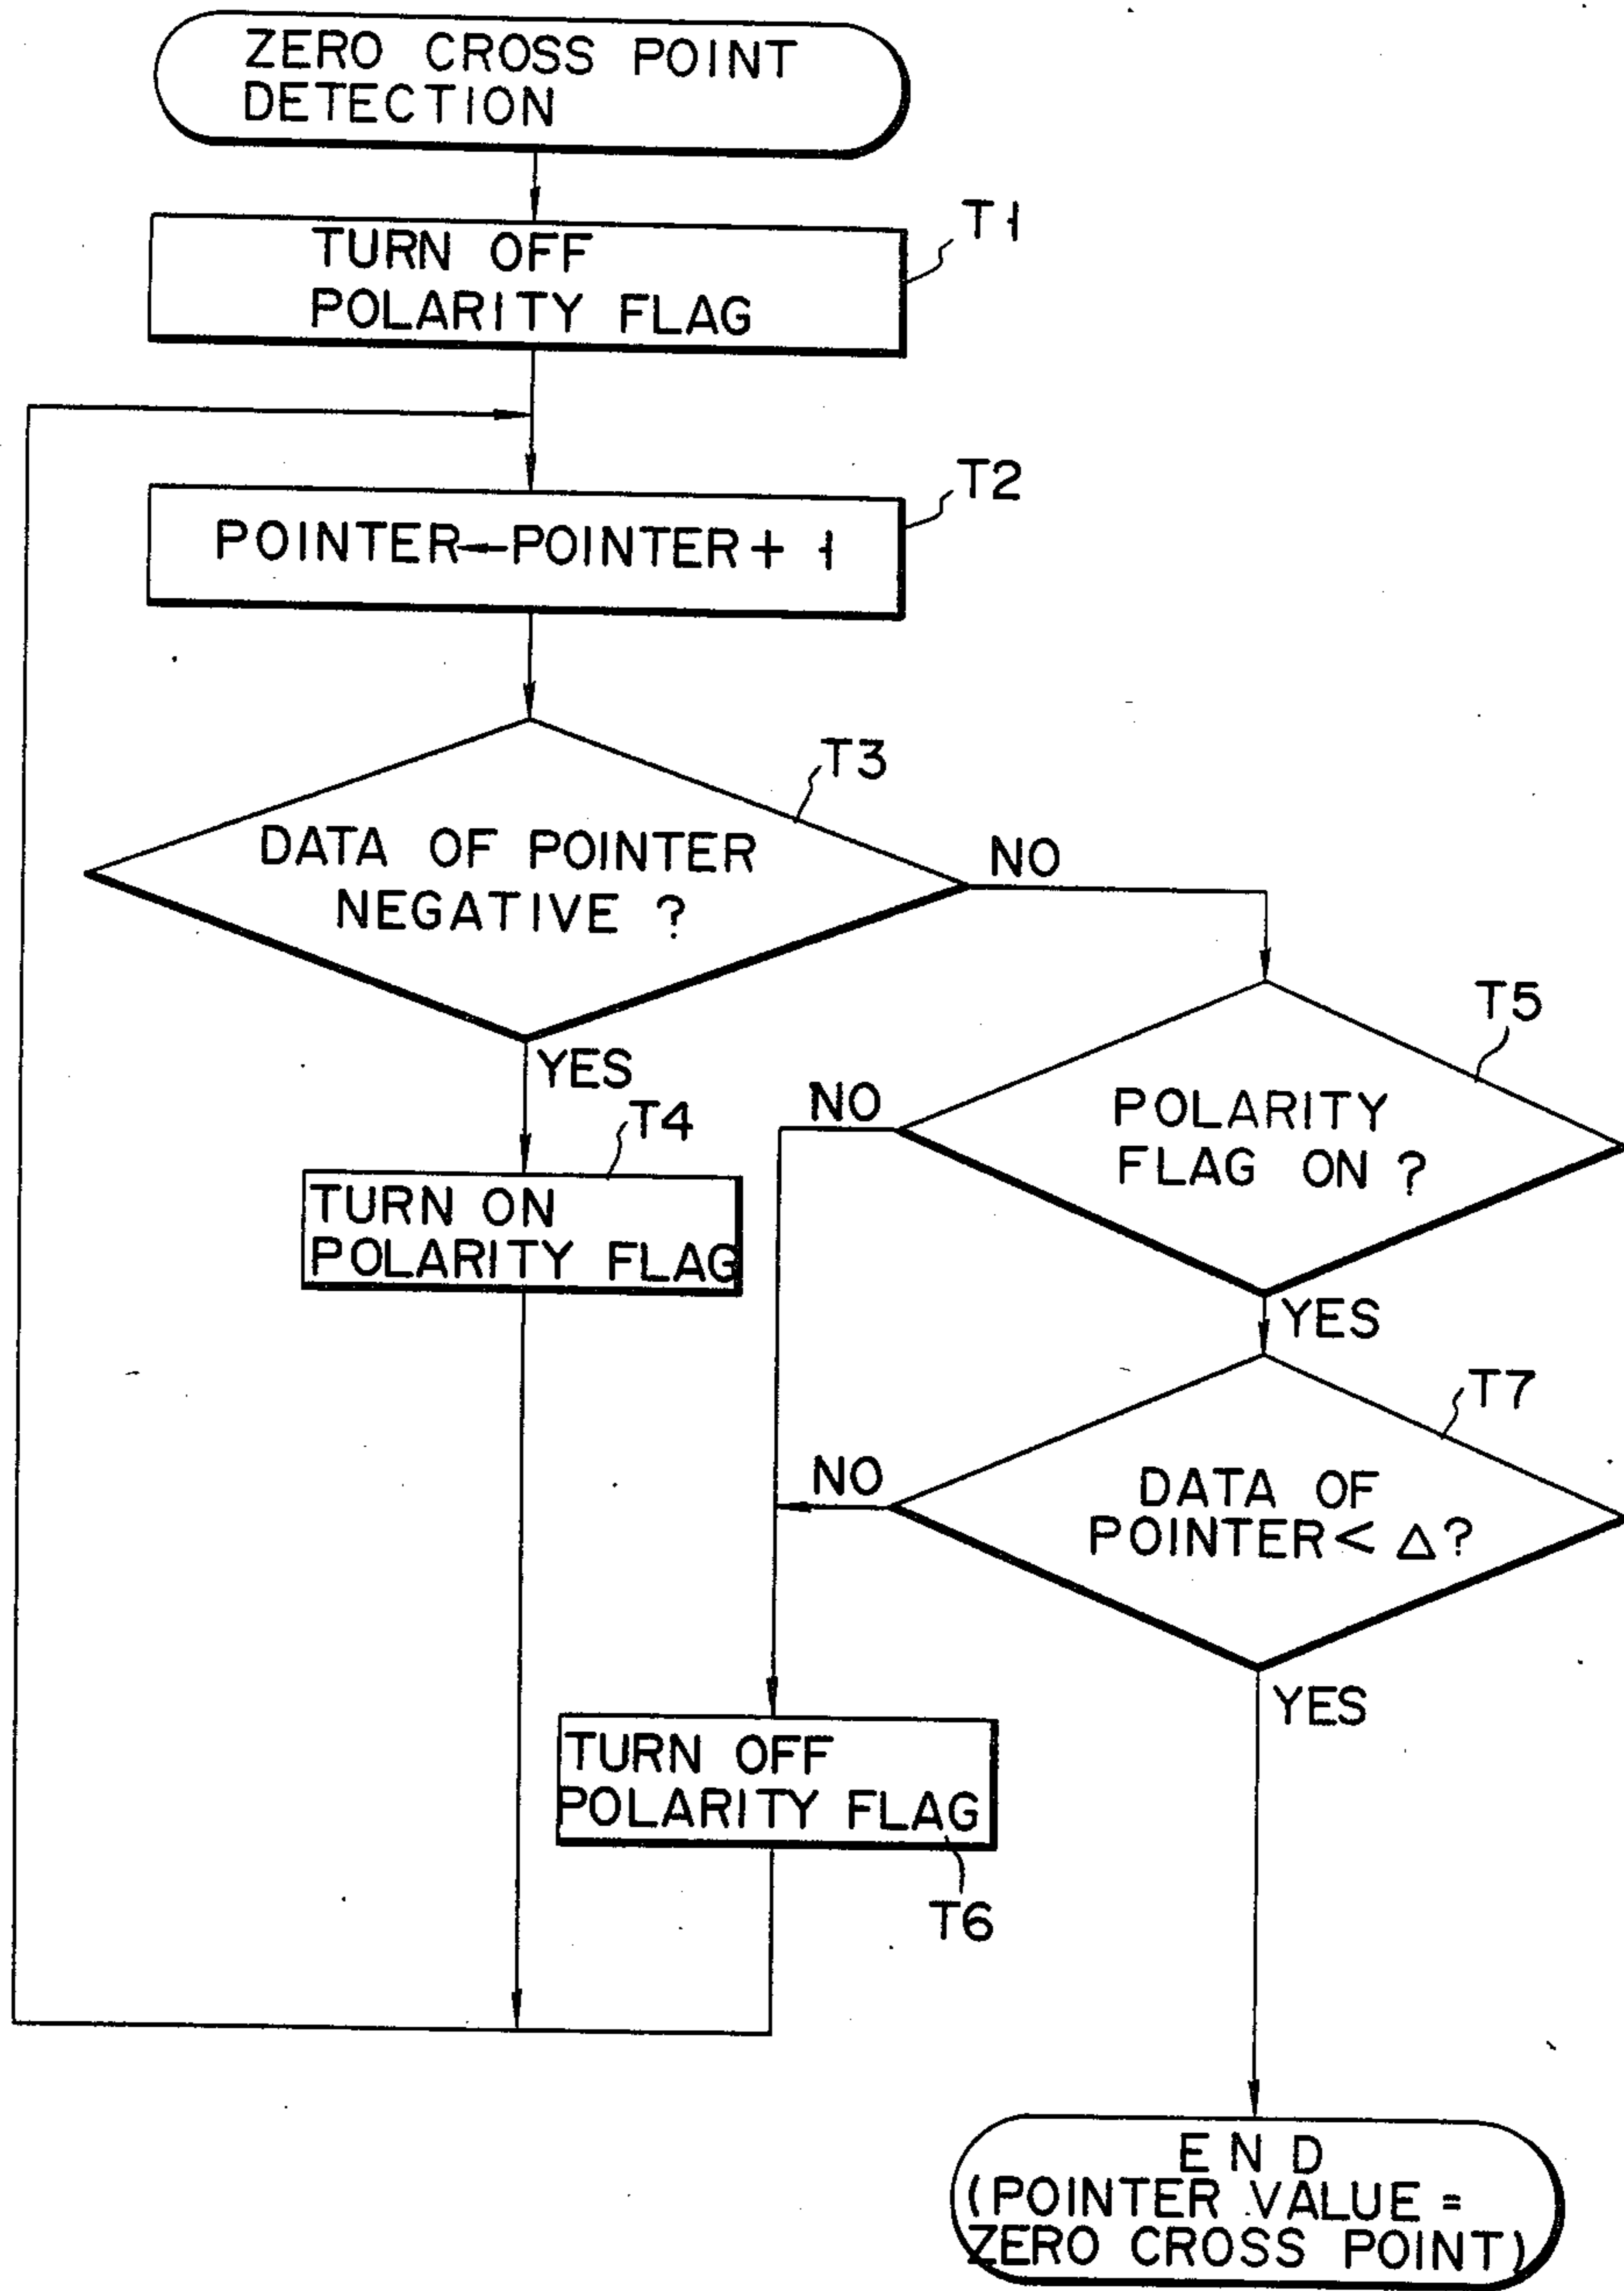 ZERO CROSS POINT
DETECTION
T1
TURN OFF
POLARITY FLAG
T2
POINTER←POINTER + 1
T3
DATA OF POINTER
NEGATIVE ?
NO
YES
T5
POLARITY
FLAG ON ?
NO
YES
T4
TURN ON
POLARITY FLAG
T7
DATA OF
POINTER < △?
NO
YES
TURN OFF
POLARITY FLAG
T6
END
(POINTER VALUE =
ZERO CROSS POINT)